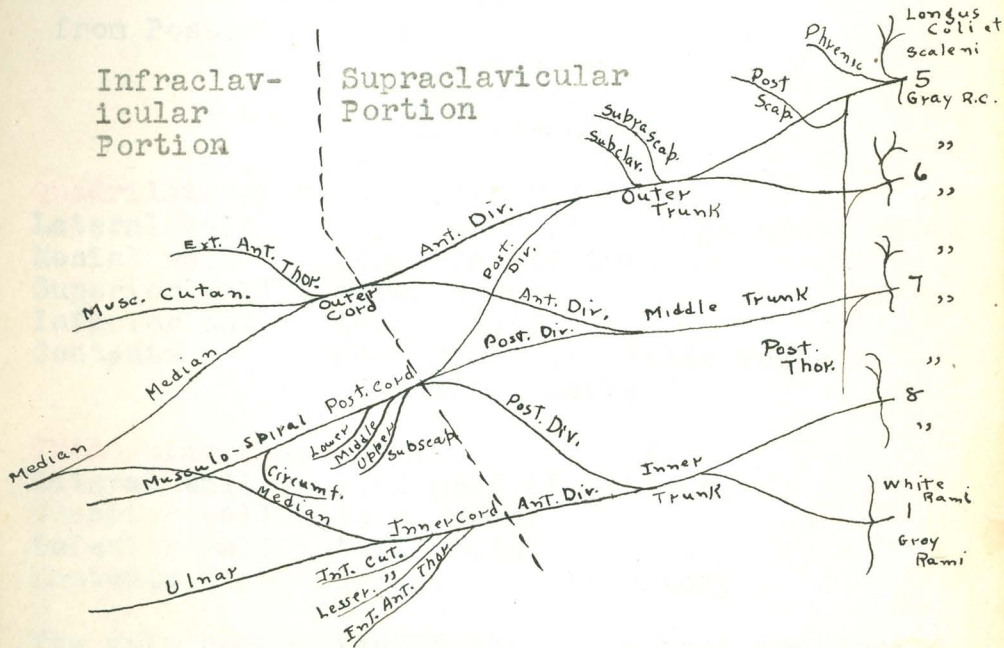 Infraclav-
icular
Portion
Supraclavicular
Portion
Longus
Coli et
Scaleni
Phrenic
5
Gray R.C.
Post
Scap.
Suprascap.
Subclav.
6
"
"
Outer
Trunk
Ant. Div.
Post.
Div.
Ext. Ant. Thor.
Musc. Cutan.
Outer
Cord
Ant. Div.
Middle Trunk
7
"
"
Post. Div.
Post.
Thor.
Median
Post. Cord
Musculo-spiral
Lower
Middle
Upper
Subscap.
Post. Div.
8
"
"
Median
Circumf.
Median
Inner Cord
Ant. Div.
Inner
Trunk
White
Rami
1
Gray
Rami
Ulnar
Int. Cut.
Lesser "
Int. Ant. Thor.